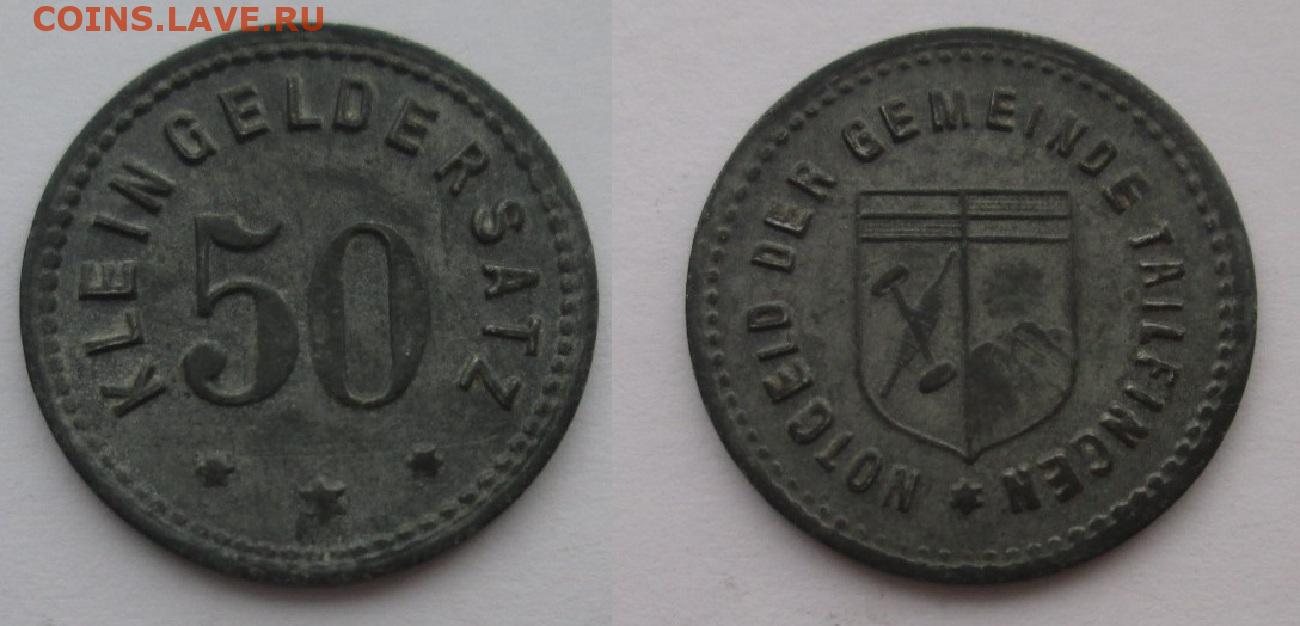 COINS.LAVE.RU
KLEINGELDERSATZ
50
NOTGELD DER GEMEINDE TAILFINGEN